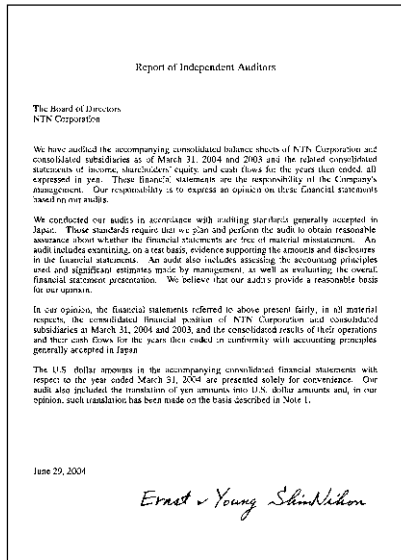 Report of Independent Auditors
The Board of Directors
NTN Corporation
We have audited the accompanying consolidated balance sheets of NTN Corporation and
consolidated subsidiaries as of March 31, 2004 and 2003 and the related consolidated
statements of income, shareholders' equity, and cash flows for the years then ended, all
expressed in yen. These financial statements are the responsibility of the Company's
management. Our responsibility is to express an opinion on these financial statements
based on our audits.
We conducted our audits in accordance with auditing standards generally accepted in
Japan. Those standards require that we plan and perform the audit to obtain reasonable
assurance about whether the financial statements are free of material misstatement. An
audit includes examining, on a test basis, evidence supporting the amounts and disclosures
in the financial statements. An audit also includes assessing the accounting principles
used and significant estimates made by management, as well as evaluating the overall
financial statement presentation. We believe that our audits provide a reasonable basis
for our opinion.
In our opinion, the financial statements referred to above present fairly, in all material
respects, the consolidated financial position of NTN Corporation and consolidated
subsidiaries at March 31, 2004 and 2003, and the consolidated results of their operations
and their cash flows for the years then ended in conformity with accounting principles
generally accepted in Japan
The U.S. dollar amounts in the accompanying consolidated financial statements with
respect to the year ended March 31, 2004 are presented solely for convenience. Our
audit also included the translation of yen amounts into U.S. dollar amounts and, in our
opinion, such translation has been made on the basis described in Note 1.
June 29, 2004
Ernst & Young ShinNihon